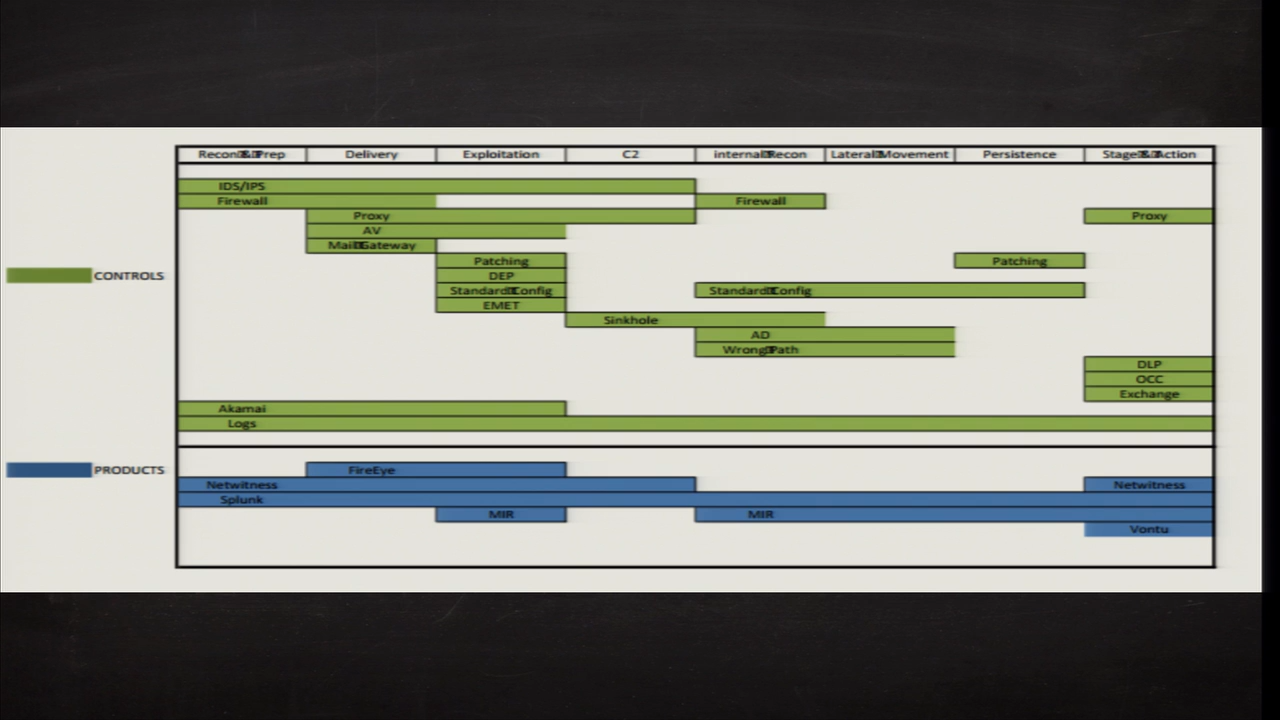 Recon & Prep Delivery Exploitation C2 internal Recon Lateral Movement Persistence Stage & Action
IDS/IPS
Firewall Firewall
Proxy Proxy
AV
Mail Gateway
Patching Patching
CONTROLS DEP
Standard Config Standard Config
EMET
Sinkhole
AD
Wrong Path
DLP
OCC
Exchange
Akamai
Logs
PRODUCTS FireEye
Netwitness Netwitness
Splunk
MIR MIR
Vontu